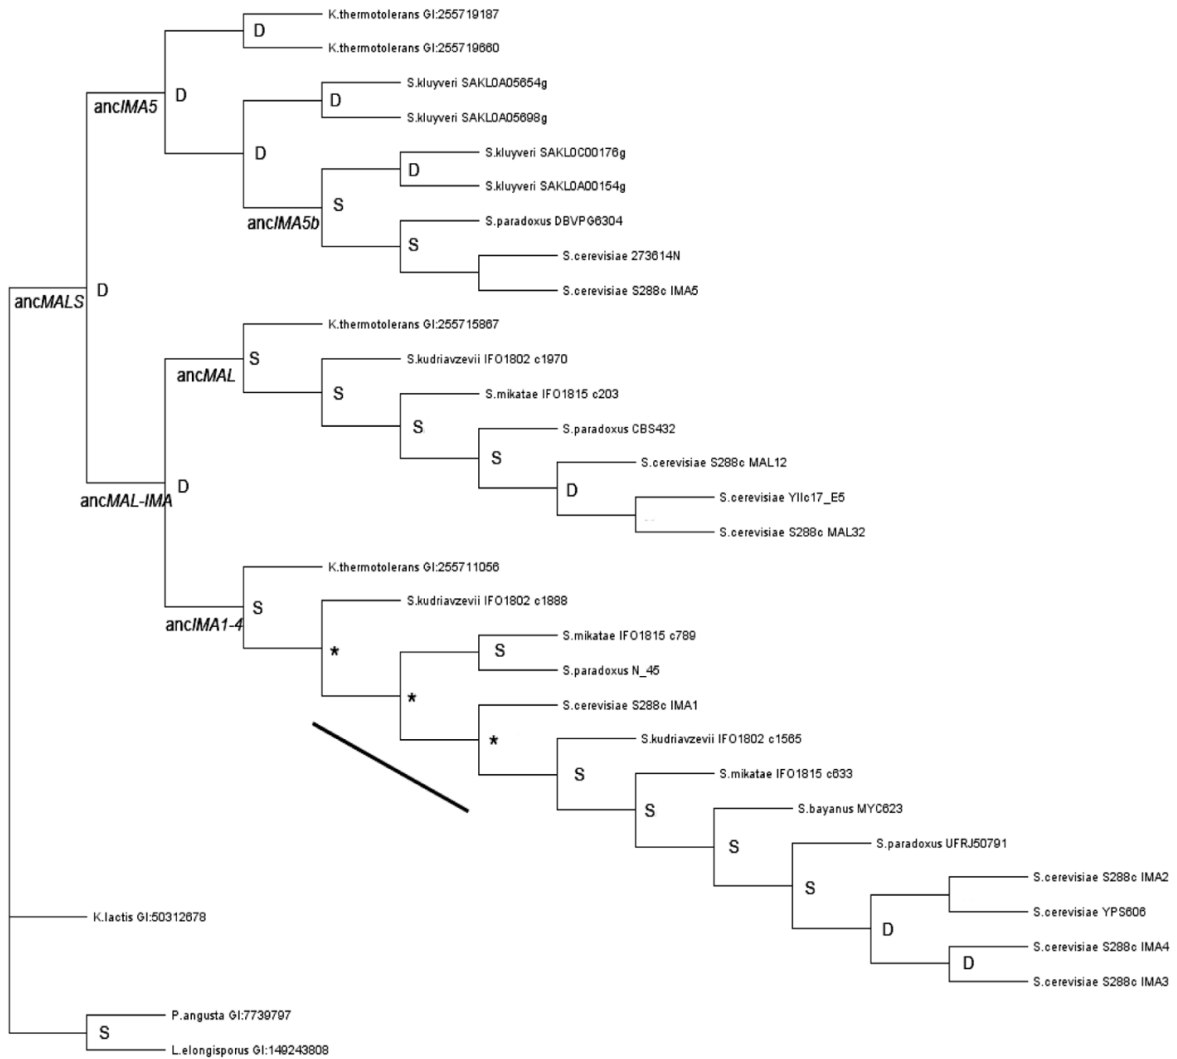 K.thermotolerans GI:255719187
D
K.thermotolerans GI:255719660
S.kluyveri SAKL0A05654g
ancIMA5
D
D
S.kluyveri SAKL0A05698g
S.kluyveri SAKL0C00176g
D
D
S.kluyveri SAKL0A00154g
ancIMA5b
S
S.paradoxus DBVPG6304
S
S.cerevisiae 273614N
S.cerevisiae S288c IMA5
ancMALS
D
K.thermotolerans GI:255715867
S
S.kudriavzevii IFO1802 c1970
ancMAL
S
S.mikatae IFO1815 c203
S
S.paradoxus CBS432
S
S.cerevisiae S288c MAL12
D
ancMAL-IMA
D
S.cerevisiae YIIc17_E5
S.cerevisiae S288c MAL32
K.thermotolerans GI:255711056
S
S.kudriavzevii IFO1802 c1888
ancIMA1-4
*
S.mikatae IFO1815 c789
S
S.paradoxus N_45
*
S.cerevisiae S288c IMA1
*
S.kudriavzevii IFO1802 c1565
S
S.mikatae IFO1815 c633
S
S.bayanus MYC623
S
S.paradoxus UFRJ50791
S
S.cerevisiae S288c IMA2
S.cerevisiae YPS606
D
S.cerevisiae S288c IMA4
D
S.cerevisiae S288c IMA3
K.lactis GI:50312678
P.angusta GI:7739797
S
L.elongisporus GI:149243808